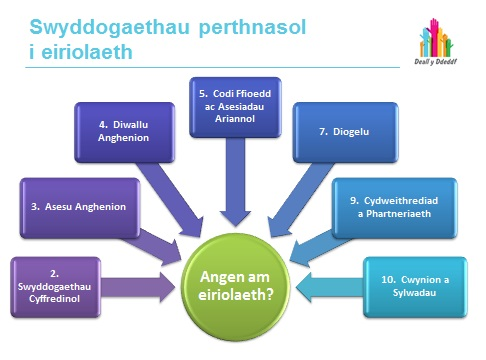 Swyddogaethau perthnasol
i eiriolaeth
Deall y Ddeddf
5. Codi Ffioedd
ac Asesiadau
Ariannol
4. Diwallu
Anghenion
7. Diogelu
3. Asesu Anghenion
9. Cydweithrediad
a Phartneriaeth
2.
Swyddogaethau
Cyffredinol
Angen am
eiriolaeth?
10. Cwynion a
Sylwadau